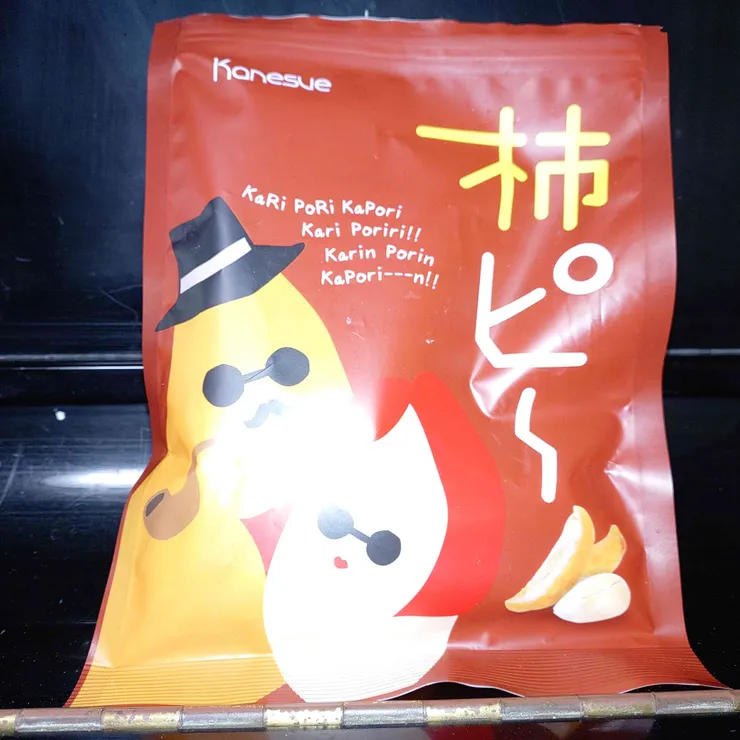 Kanesue
柿ピー
KaRi PoRi KaPori
Kari Poriri!!
Karin Porin
KaPori---n!!